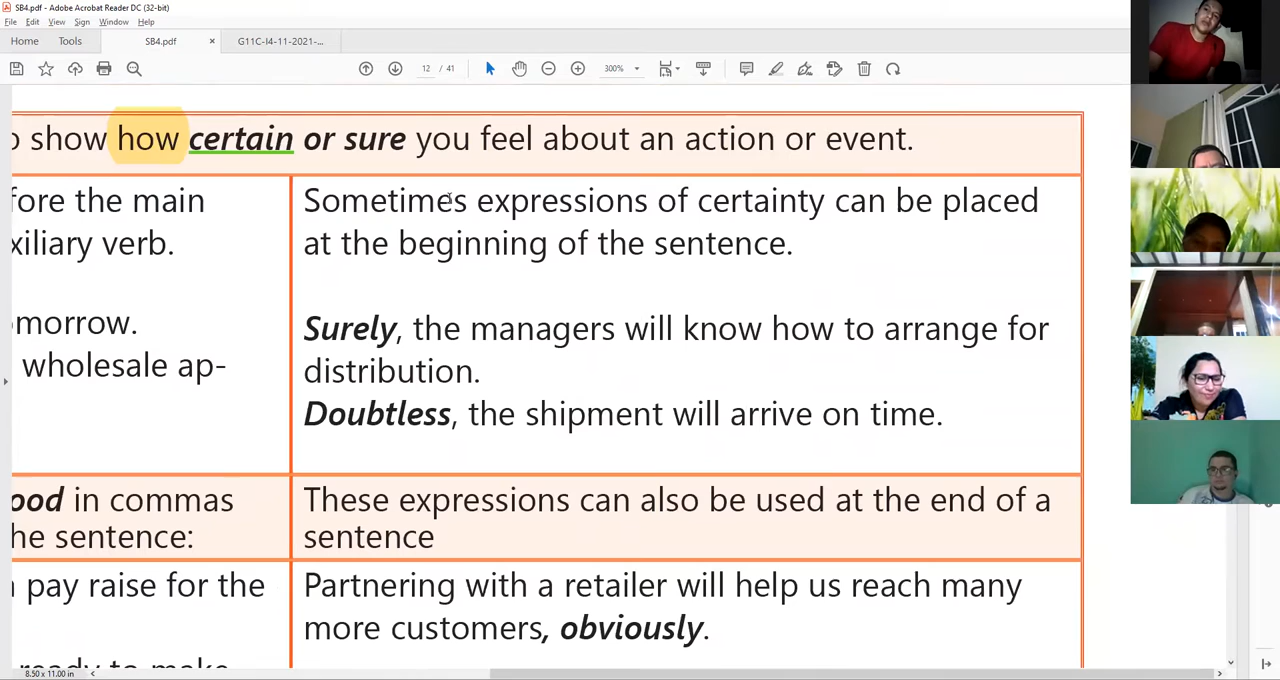 SB4.pdf - Adobe Acrobat Reader DC (32-bit)
File Edit View Sign Window Help
Home Tools SB4.pdf × G11C-I4-11-2021-...
12 / 41 300%
o show how certain or sure you feel about an action or event.
fore the main
xiliary verb.
omorrow.
wholesale ap-
Sometimes expressions of certainty can be placed
at the beginning of the sentence.
Surely, the managers will know how to arrange for
distribution.
Doubtless, the shipment will arrive on time.
ood in commas
he sentence:
These expressions can also be used at the end of a
sentence
pay raise for the
ready to make
Partnering with a retailer will help us reach many
more customers, obviously.
8.50 x 11.00 in